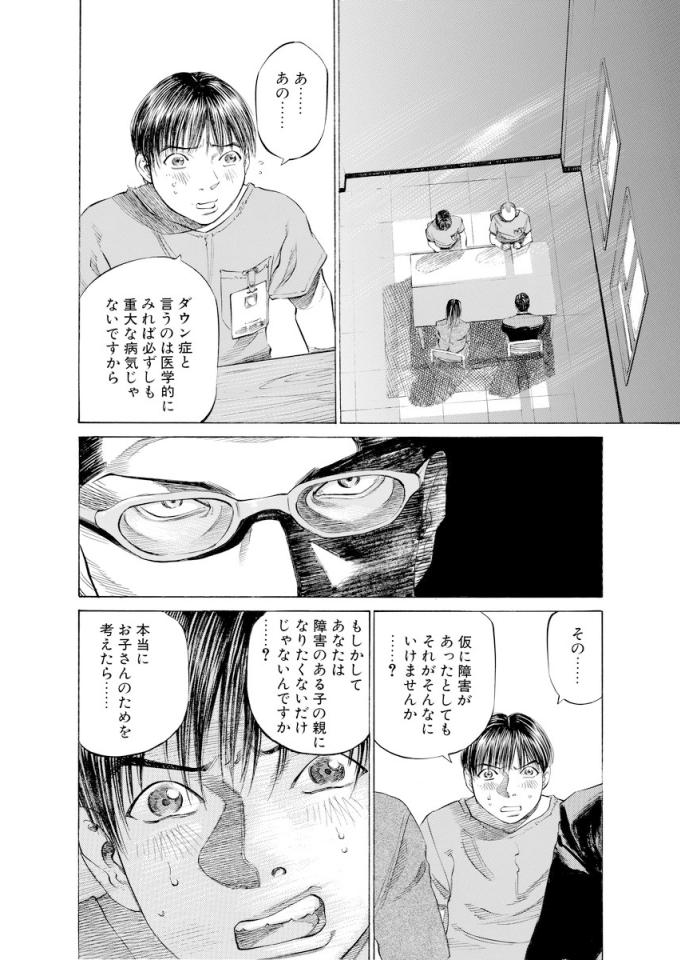 あ……
あの……
ダウン症と
言うのは医学的に
みれば必ずしも
重大な病気じゃ
ないですから
その……
仮に障害が
あったとしても
それがそんなに
いけませんか
……？
もしかして
あなたは
障害のある子の親に
なりたくないだけ
じゃないんですか
……？
本当に
お子さんのためを
考えたら……